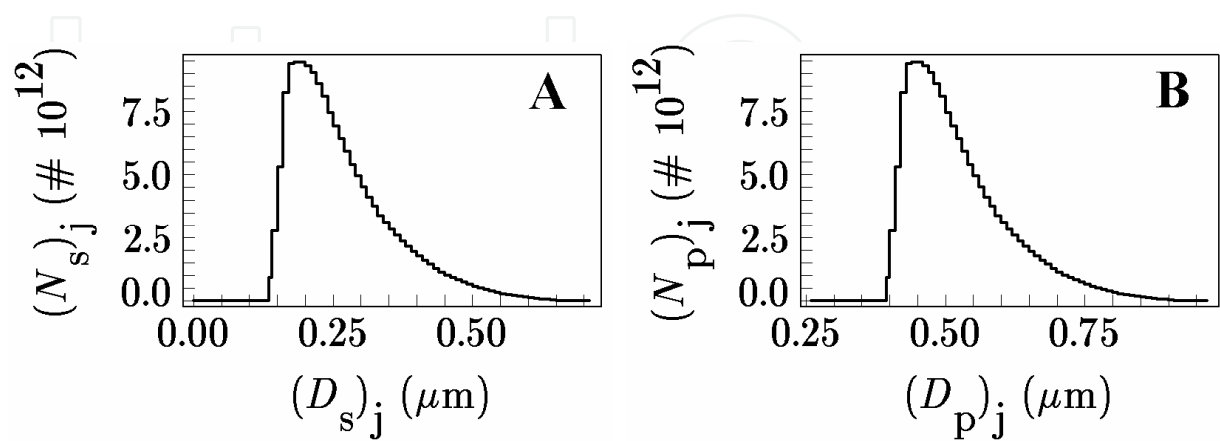 A
(N_s)_j (# 10^12)
7.5
5.0
2.5
0.0
0.00 0.25 0.50
(D_s)_j (μm)
B
(N_p)_j (# 10^12)
7.5
5.0
2.5
0.0
0.25 0.50 0.75
(D_p)_j (μm)